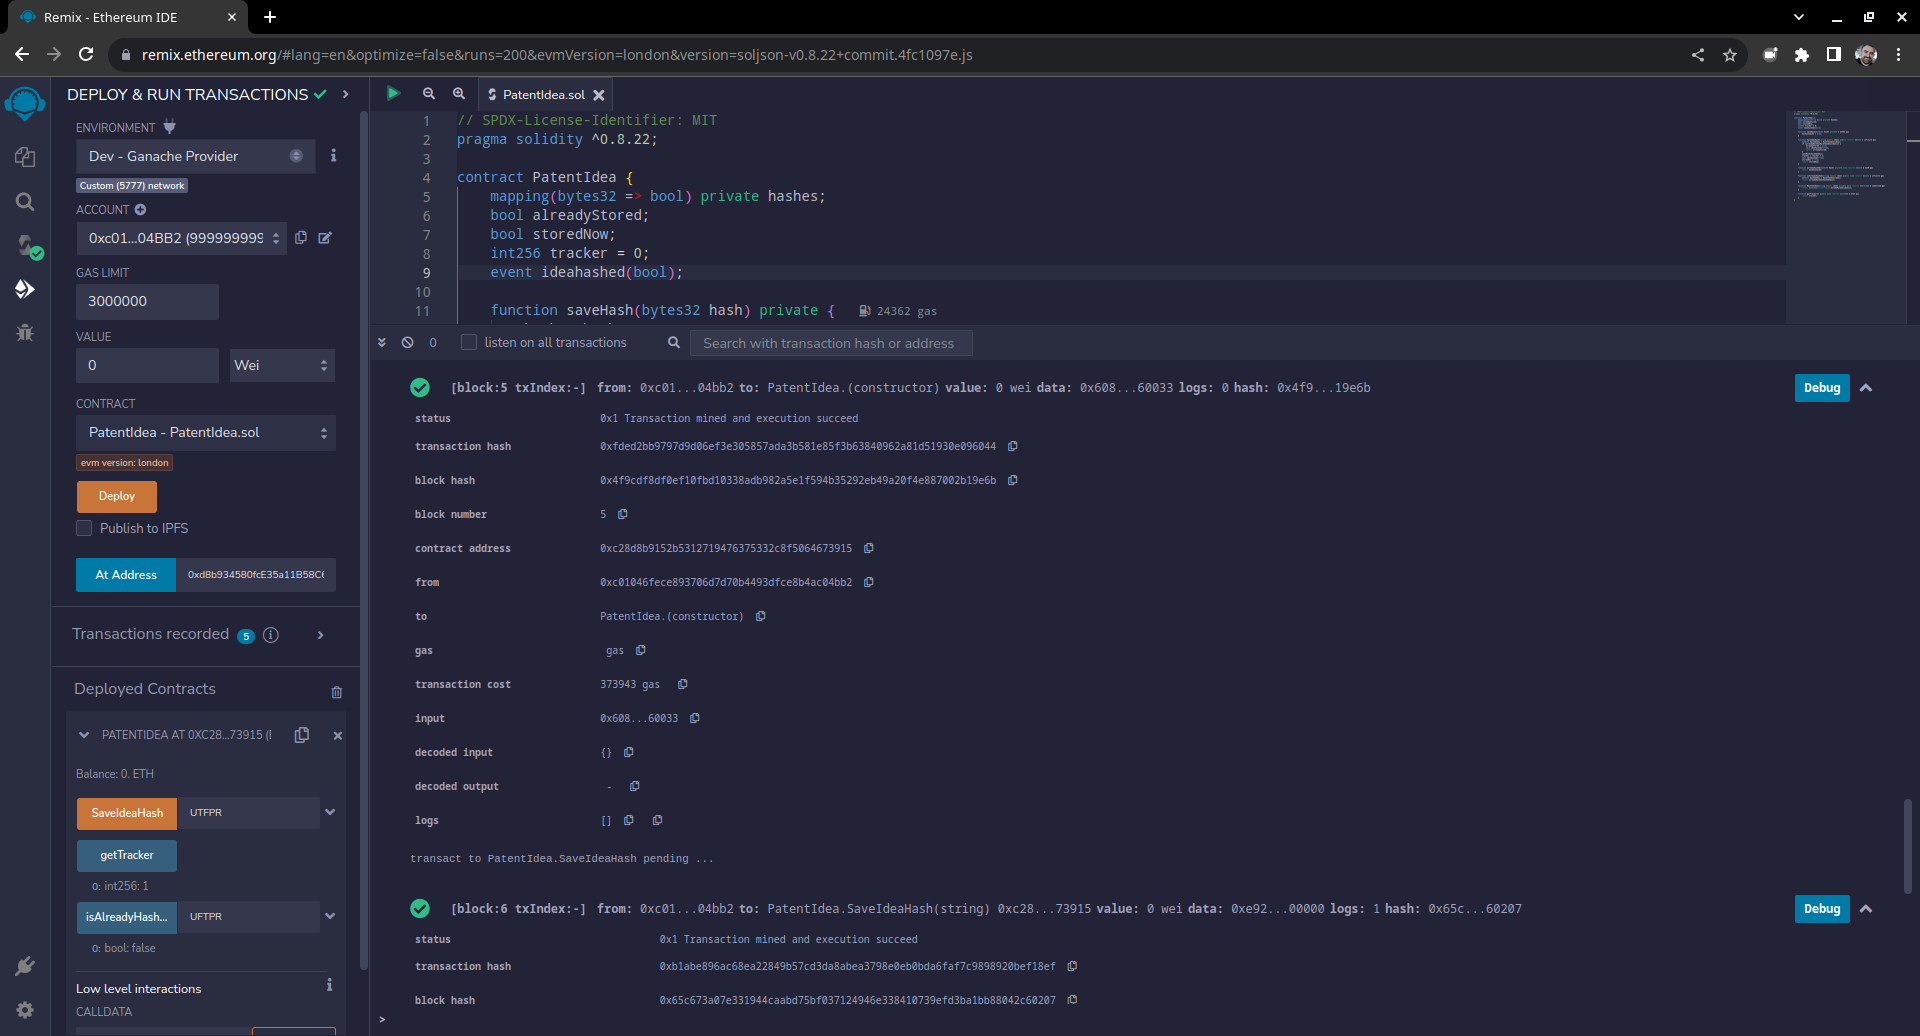 Remix - Ethereum IDE
remix.ethereum.org/#lang=en&optimize=false&runs=200&evmVersion=london&version=soljson-v0.8.22+commit.4fc1097e.js
DEPLOY & RUN TRANSACTIONS
ENVIRONMENT
Dev - Ganache Provider
Custom (5777) network
ACCOUNT
0xc01...04BB2 (999999999
GAS LIMIT
3000000
VALUE
0
Wei
CONTRACT
PatentIdea - PatentIdea.sol
evm version: london
Deploy
Publish to IPFS
At Address
0xd8b934580fcE35a11B58C
Transactions recorded 5
Deployed Contracts
PATENTIDEA AT 0XC28...73915 (
Balance: 0. ETH
SaveIdeaHash UTFPR
getTracker
0: int256: 1
isAlreadyHash... UFTPR
0: bool: false
Low level interactions
CALLDATA
PatentIdea.sol
1 // SPDX-License-Identifier: MIT
2 pragma solidity ^0.8.22;
3
4 contract PatentIdea {
5 mapping(bytes32 => bool) private hashes;
6 bool alreadyStored;
7 bool storedNow;
8 int256 tracker = 0;
9 event ideahashed(bool);
10
11 function saveHash(bytes32 hash) private { 24362 gas
0 listen on all transactions Search with transaction hash or address
[block:5 txIndex:-] from: 0xc01...04bb2 to: PatentIdea.(constructor) value: 0 wei data: 0x608...60033 logs: 0 hash: 0x4f9...19e6b
Debug
status 0x1 Transaction mined and execution succeed
transaction hash 0xfded2bb9797d9d06ef3e305857ada3b581e85f3b63840962a81d51930e096044
block hash 0x4f9cdf8df0ef10fbd10338adb982a5e1f594b35292eb49a20f4e887002b19e6b
block number 5
contract address 0xc28d8b9152b5312719476375332c8f5064673915
from 0xc01046fece893706d7d70b4493dfce8b4ac04bb2
to PatentIdea.(constructor)
gas gas
transaction cost 373943 gas
input 0x608...60033
decoded input {}
decoded output -
logs []
transact to PatentIdea.SaveIdeaHash pending ...
[block:6 txIndex:-] from: 0xc01...04bb2 to: PatentIdea.SaveIdeaHash(string) 0xc28...73915 value: 0 wei data: 0xe92...00000 logs: 1 hash: 0x65c...60207
Debug
status 0x1 Transaction mined and execution succeed
transaction hash 0xb1abe896ac68ea22849b57cd3da8abea3798e0eb0bda6faf7c9898920bef18ef
block hash 0x65c673a07e331944caabd75bf037124946e338410739efd3ba1bb88042c60207
>